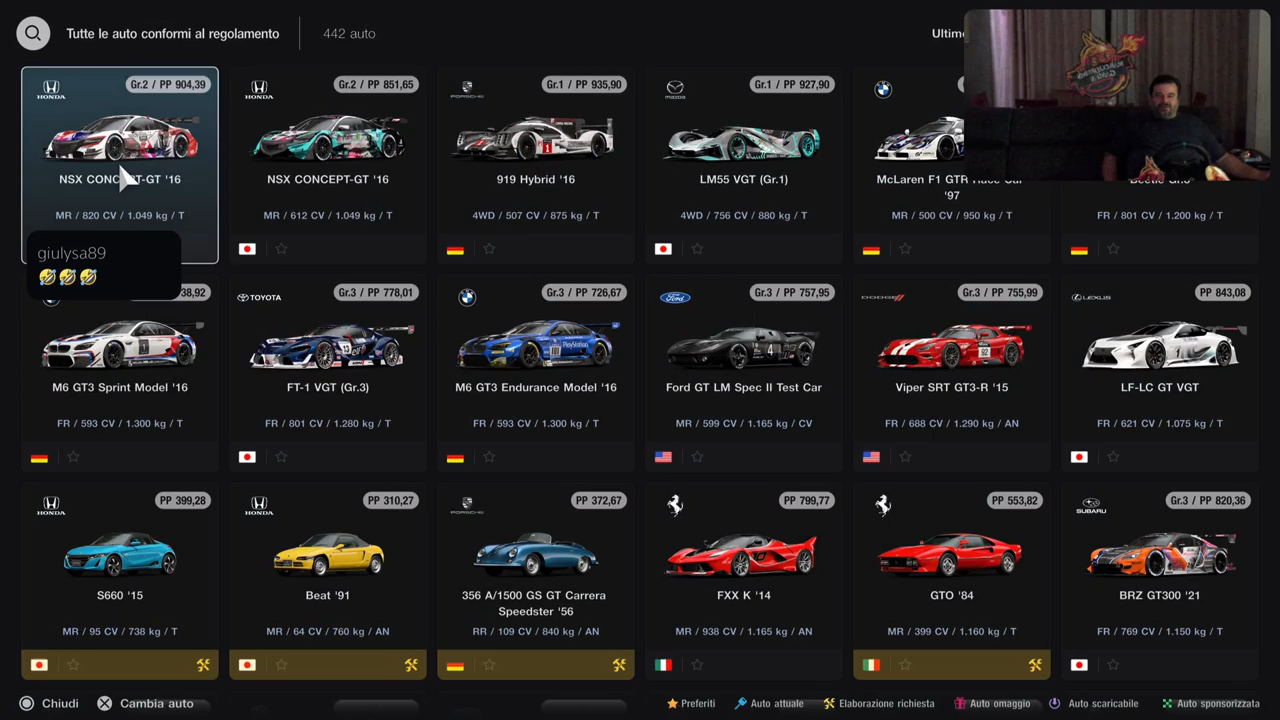 Tutte le auto conformi al regolamento
442 auto
HONDA
Gr.2 / PP 904,39
NSX CONCEPT-GT '16
MR / 820 CV / 1.049 kg / T
HONDA
Gr.2 / PP 851,65
NSX CONCEPT-GT '16
MR / 612 CV / 1.049 kg / T
PORSCHE
Gr.1 / PP 935,90
919 Hybrid '16
4WD / 507 CV / 875 kg / T
mazda
Gr.1 / PP 927,90
LM55 VGT (Gr.1)
4WD / 756 CV / 880 kg / T
McLaren F1 GTR Race Car
'97
MR / 500 CV / 950 kg / T
FR / 801 CV / 1.200 kg / T
giulysa89
🤣🤣🤣
38,92
M6 GT3 Sprint Model '16
FR / 593 CV / 1.300 kg / T
TOYOTA
Gr.3 / PP 778,01
FT-1 VGT (Gr.3)
FR / 801 CV / 1.280 kg / T
Gr.3 / PP 726,67
M6 GT3 Endurance Model '16
FR / 593 CV / 1.300 kg / T
Ford
Gr.3 / PP 757,95
Ford GT LM Spec II Test Car
MR / 599 CV / 1.165 kg / CV
DODGE
Gr.3 / PP 755,99
Viper SRT GT3-R '15
FR / 688 CV / 1.290 kg / AN
LEXUS
PP 843,08
LF-LC GT VGT
FR / 621 CV / 1.075 kg / T
HONDA
PP 399,28
S660 '15
MR / 95 CV / 738 kg / T
HONDA
PP 310,27
Beat '91
MR / 64 CV / 760 kg / AN
PORSCHE
PP 372,67
356 A/1500 GS GT Carrera
Speedster '56
RR / 109 CV / 840 kg / AN
PP 799,77
FXX K '14
MR / 938 CV / 1.165 kg / AN
PP 553,82
GTO '84
MR / 399 CV / 1.160 kg / T
SUBARU
Gr.3 / PP 820,36
BRZ GT300 '21
FR / 769 CV / 1.150 kg / T
Chiudi
Cambia auto
Preferiti
Auto attuale
Elaborazione richiesta
Auto omaggio
Auto scaricabile
Auto sponsorizzata